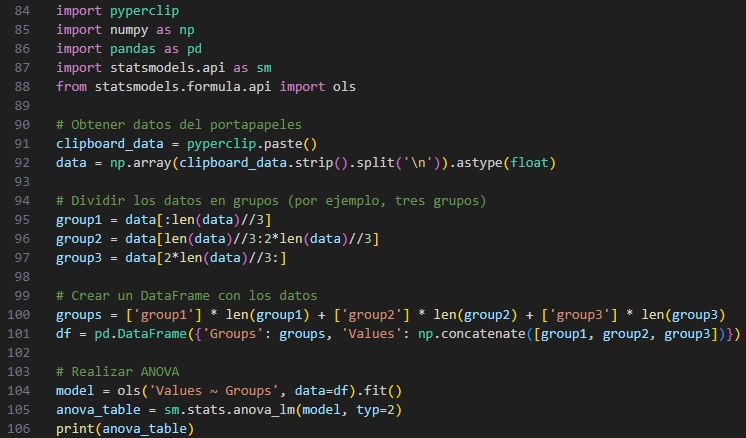 84 import pyperclip
85 import numpy as np
86 import pandas as pd
87 import statsmodels.api as sm
88 from statsmodels.formula.api import ols
89
90 # Obtener datos del portapapeles
91 clipboard_data = pyperclip.paste()
92 data = np.array(clipboard_data.strip().split('\n')).astype(float)
93
94 # Dividir los datos en grupos (por ejemplo, tres grupos)
95 group1 = data[:len(data)//3]
96 group2 = data[len(data)//3:2*len(data)//3]
97 group3 = data[2*len(data)//3:]
98
99 # Crear un DataFrame con los datos
100 groups = ['group1'] * len(group1) + ['group2'] * len(group2) + ['group3'] * len(group3)
101 df = pd.DataFrame({'Groups': groups, 'Values': np.concatenate([group1, group2, group3])})
102
103 # Realizar ANOVA
104 model = ols('Values ~ Groups', data=df).fit()
105 anova_table = sm.stats.anova_lm(model, typ=2)
106 print(anova_table)